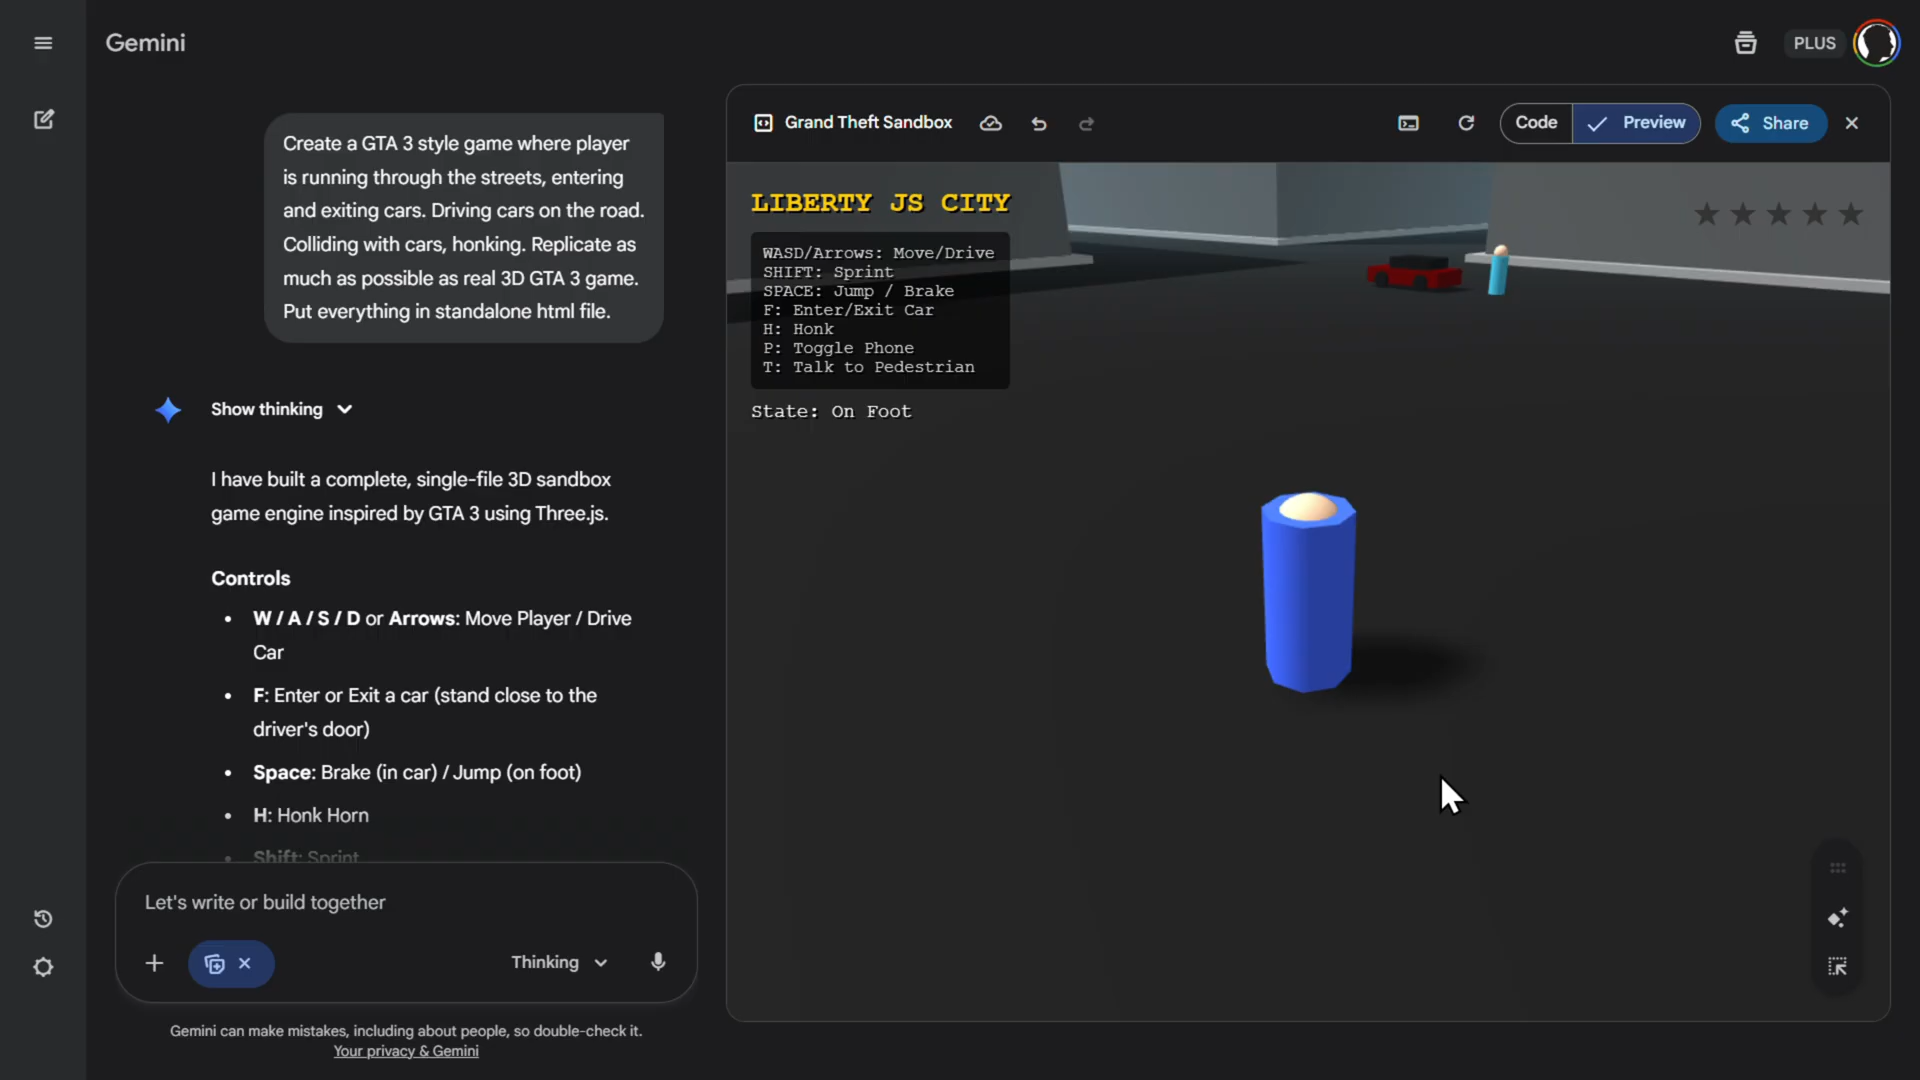 Gemini
PLUS
Create a GTA 3 style game where player
is running through the streets, entering
and exiting cars. Driving cars on the road.
Colliding with cars, honking. Replicate as
much as possible as real 3D GTA 3 game.
Put everything in standalone html file.
Show thinking
I have built a complete, single-file 3D sandbox
game engine inspired by GTA 3 using Three.js.
Controls
• W / A / S / D or Arrows: Move Player / Drive
Car
• F: Enter or Exit a car (stand close to the
driver's door)
• Space: Brake (in car) / Jump (on foot)
• H: Honk Horn
• Shift: Sprint
Let's write or build together
Thinking
Gemini can make mistakes, including about people, so double-check it.
Your privacy & Gemini
Grand Theft Sandbox
Code
Preview
Share
LIBERTY JS CITY
WASD/Arrows: Move/Drive
SHIFT: Sprint
SPACE: Jump / Brake
F: Enter/Exit Car
H: Honk
P: Toggle Phone
T: Talk to Pedestrian
State: On Foot